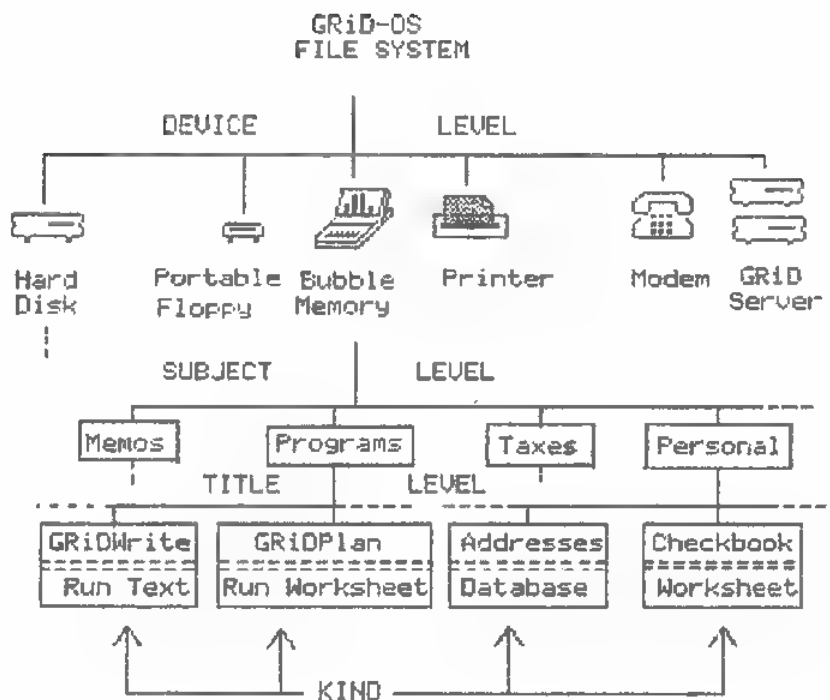 GRiD-OS
FILE SYSTEM
DEVICE LEVEL
Hard
Disk
Portable
Floppy
Bubble
Memory
Printer
Modem
GRiD
Server
SUBJECT LEVEL
Memos Programs Taxes Personal
TITLE LEVEL
GRiDWrite GRiDPlan Addresses Checkbook
Run Text Run Worksheet Database Worksheet
KIND